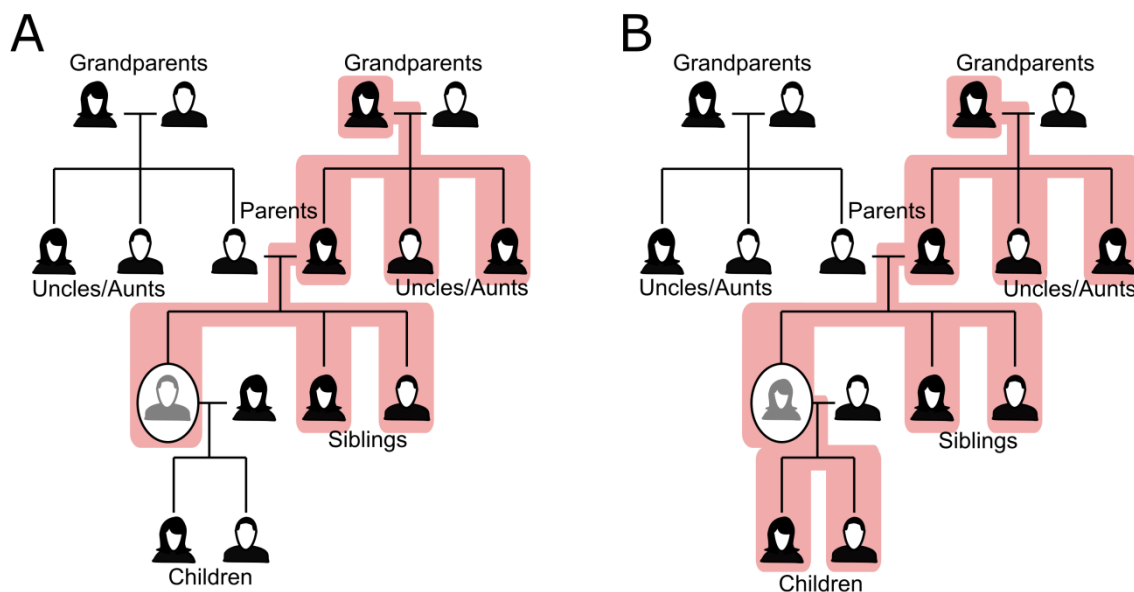 A
Grandparents
Grandparents
Parents
Uncles/Aunts
Uncles/Aunts
Siblings
Children
B
Grandparents
Grandparents
Parents
Uncles/Aunts
Uncles/Aunts
Siblings
Children